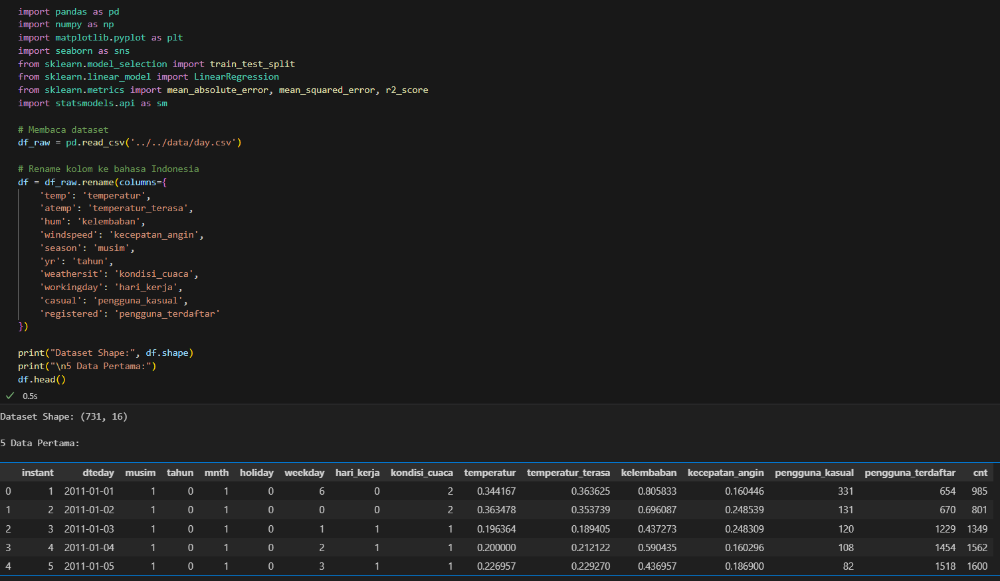 import pandas as pd
import numpy as np
import matplotlib.pyplot as plt
import seaborn as sns
from sklearn.model_selection import train_test_split
from sklearn.linear_model import LinearRegression
from sklearn.metrics import mean_absolute_error, mean_squared_error, r2_score
import statsmodels.api as sm

# Membaca dataset
df_raw = pd.read_csv('../../data/day.csv')

# Rename kolom ke bahasa Indonesia
df = df_raw.rename(columns={
    'temp': 'temperatur',
    'atemp': 'temperatur_terasa',
    'hum': 'kelembaban',
    'windspeed': 'kecepatan_angin',
    'season': 'musim',
    'yr': 'tahun',
    'weathersit': 'kondisi_cuaca',
    'workingday': 'hari_kerja',
    'casual': 'pengguna_kasual',
    'registered': 'pengguna_terdaftar'
})

print("Dataset Shape:", df.shape)
print("\n5 Data Pertama:")
df.head()
✓ 0.5s
Dataset Shape: (731, 16)

5 Data Pertama:

instant dteday musim tahun mnth holiday weekday hari_kerja kondisi_cuaca temperatur temperatur_terasa kelembaban kecepatan_angin pengguna_kasual pengguna_terdaftar cnt
0 1 2011-01-01 1 0 1 0 6 0 2 0.344167 0.363625 0.805833 0.160446 331 654 985
1 2 2011-01-02 1 0 1 0 0 0 2 0.363478 0.353739 0.696087 0.248539 131 670 801
2 3 2011-01-03 1 0 1 0 1 1 1 0.196364 0.189405 0.437273 0.248309 120 1229 1349
3 4 2011-01-04 1 0 1 0 2 1 1 0.200000 0.212122 0.590435 0.160296 108 1454 1562
4 5 2011-01-05 1 0 1 0 3 1 1 0.226957 0.229270 0.436957 0.186900 82 1518 1600